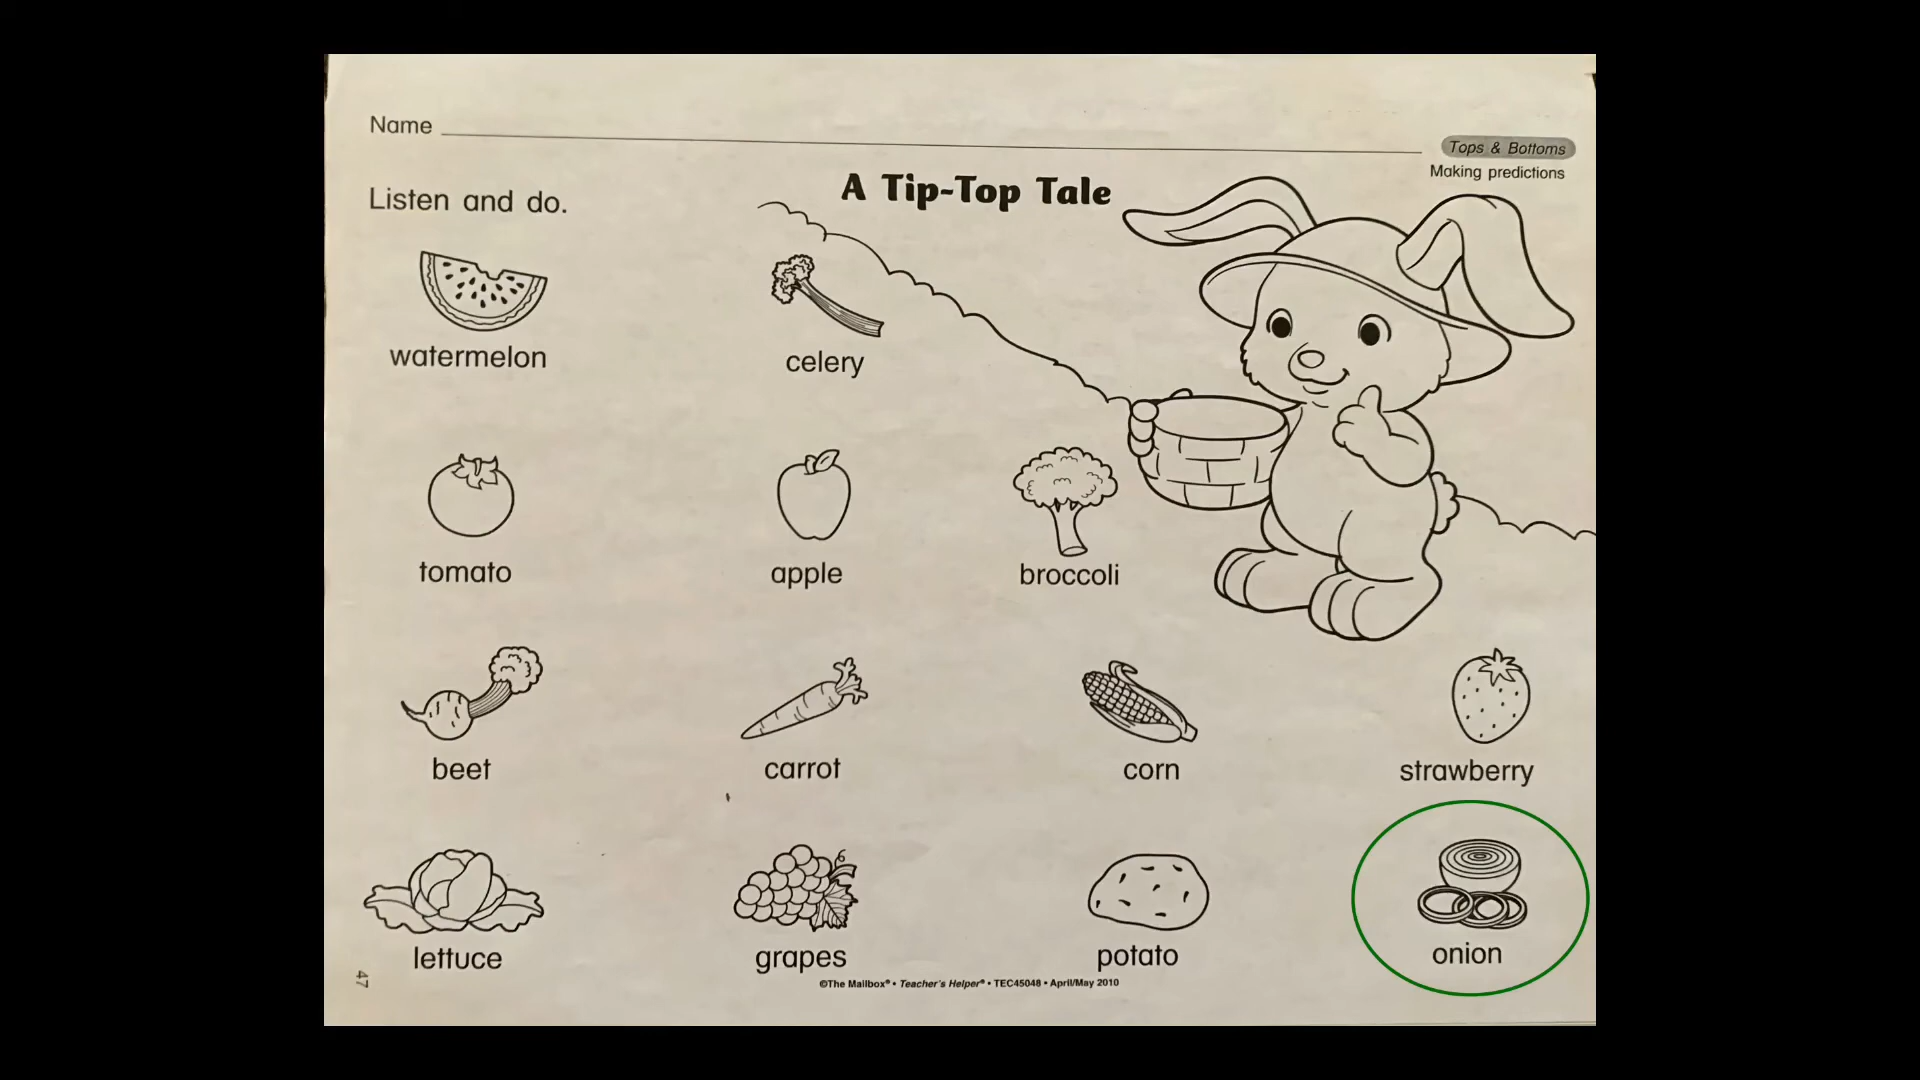 Name
Tops & Bottoms
Making predictions
A Tip-Top Tale
Listen and do.
watermelon
celery
tomato
apple
broccoli
beet
carrot
corn
strawberry
lettuce
grapes
potato
onion
47
©The Mailbox® • Teacher's Helper® • TEC45048 • April/May 2010